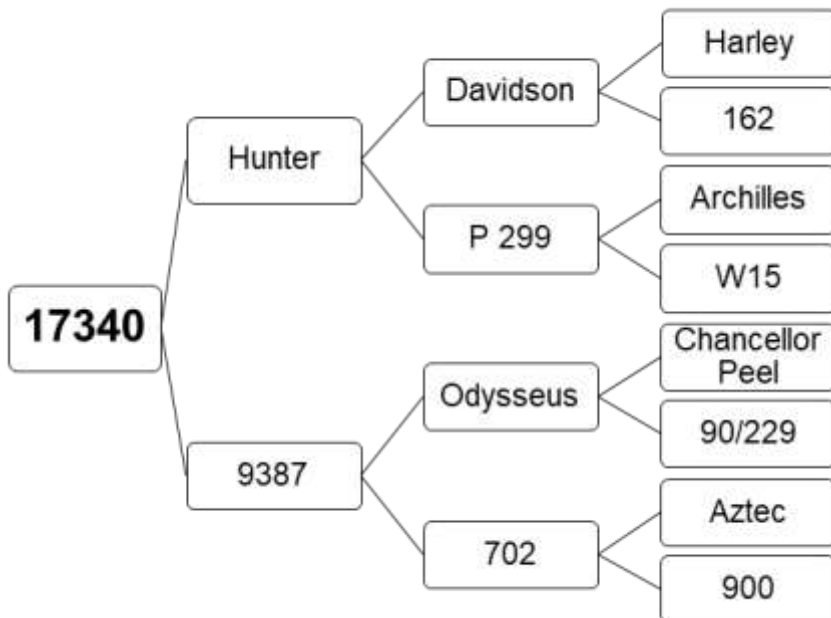 Harley
Davidson
162
Hunter
Archilles
P 299
W15
17340
Chancellor
Peel
Odysseus
90/229
9387
Aztec
702
900